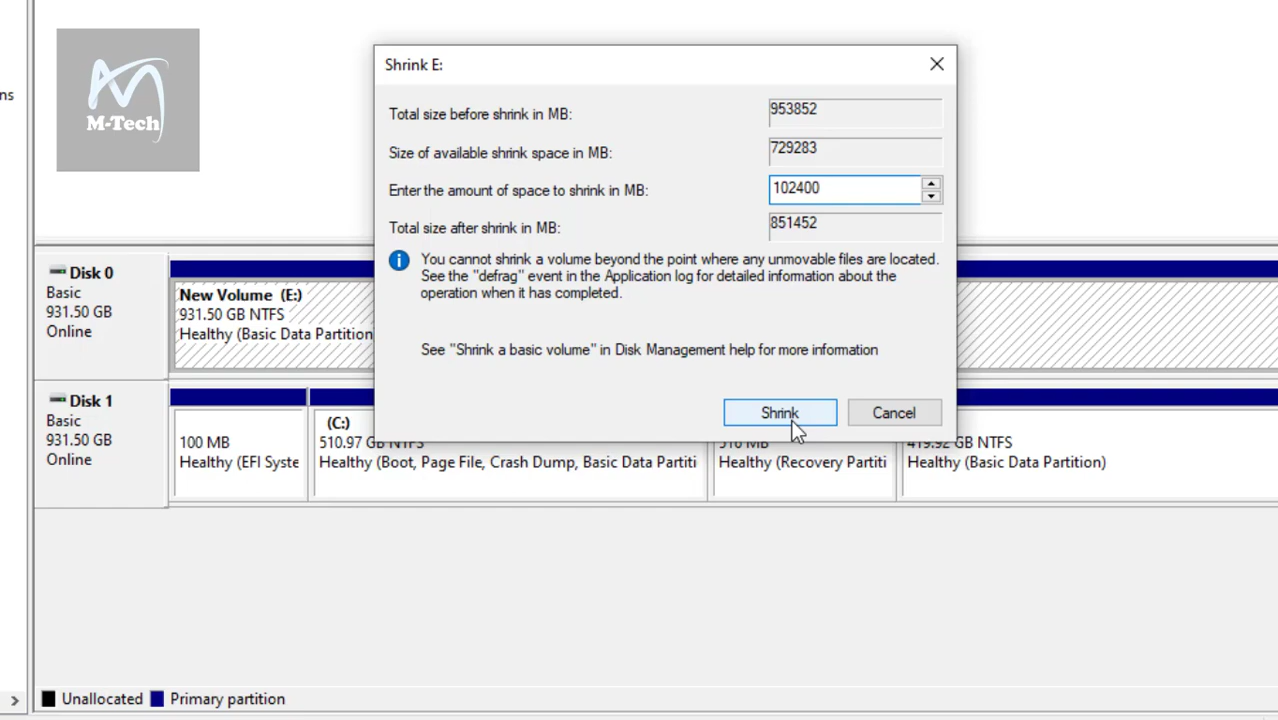 ns
M-Tech
Shrink E:
Total size before shrink in MB: 953852
Size of available shrink space in MB: 729283
Enter the amount of space to shrink in MB: 102400
Total size after shrink in MB: 851452
You cannot shrink a volume beyond the point where any unmovable files are located.
See the "defrag" event in the Application log for detailed information about the
operation when it has completed.
See "Shrink a basic volume" in Disk Management help for more information
Shrink Cancel
Disk 0
Basic
931.50 GB
Online
New Volume (E:)
931.50 GB NTFS
Healthy (Basic Data Partition
Disk 1
Basic
931.50 GB
Online
100 MB
Healthy (EFI Syste
(C:)
510.97 GB NTFS
Healthy (Boot, Page File, Crash Dump, Basic Data Partiti
MB
Healthy (Recovery Partiti
419.92 GB NTFS
Healthy (Basic Data Partition)
Unallocated Primary partition